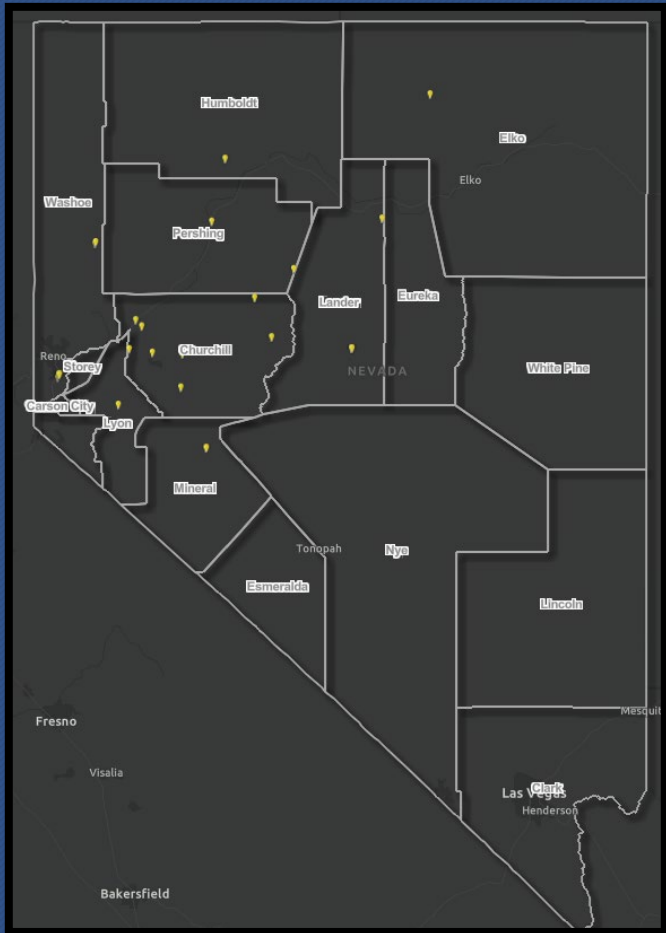 Humboldt
Elko
Elko
Washoe
Pershing
Lander
Eureka
Churchill
Reno
Storey
White Pine
NEVADA
Carson City
Lyon
Mineral
Tonopah
Nye
Esmeralda
Lincoln
Mesquit
Fresno
Visalia
Clark
Las Vegas
Henderson
Bakersfield